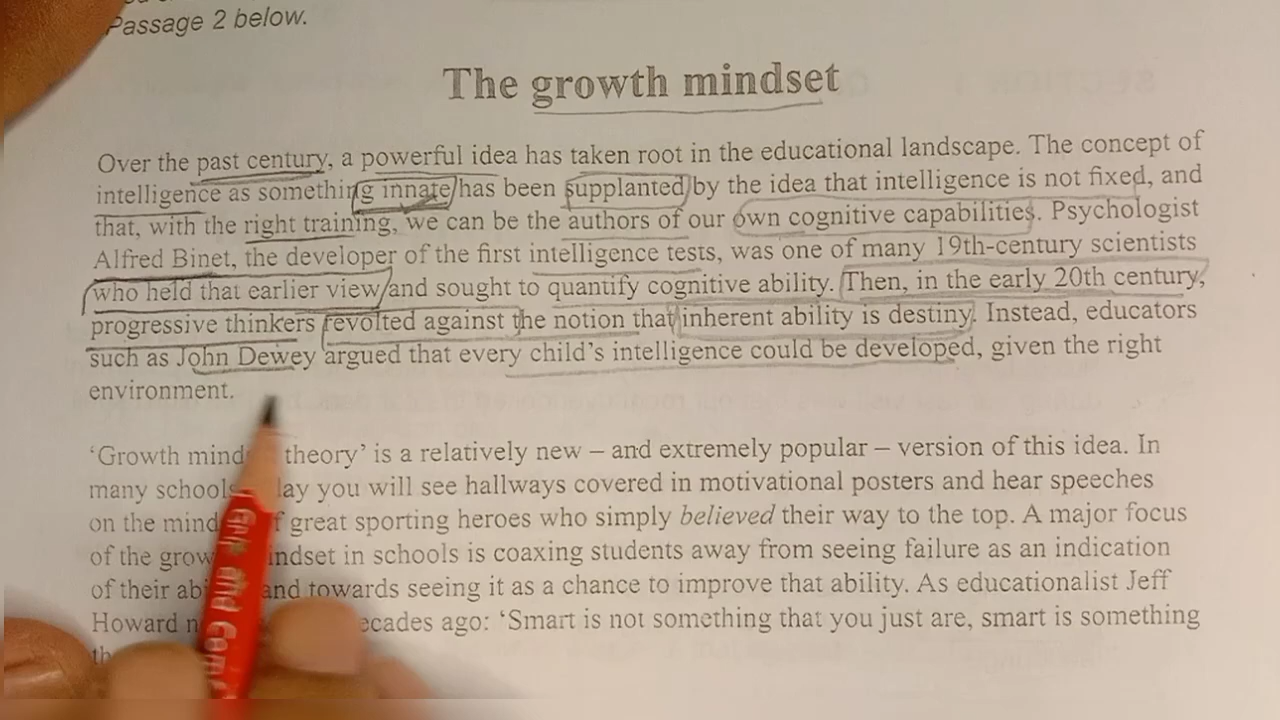 Passage 2 below.
The growth mindset
Over the past century, a powerful idea has taken root in the educational landscape. The concept of
intelligence as something innate has been supplanted by the idea that intelligence is not fixed, and
that, with the right training, we can be the authors of our own cognitive capabilities. Psychologist
Alfred Binet, the developer of the first intelligence tests, was one of many 19th-century scientists
who held that earlier view and sought to quantify cognitive ability. Then, in the early 20th century,
progressive thinkers revolted against the notion that inherent ability is destiny. Instead, educators
such as John Dewey argued that every child's intelligence could be developed, given the right
environment.
'Growth theory' is a relatively new – and extremely popular – version of this idea. In
many schools you will see hallways covered in motivational posters and hear speeches
on the great sporting heroes who simply believed their way to the top. A major focus
of the in schools is coaxing students away from seeing failure as an indication
of their and towards seeing it as a chance to improve that ability. As educationalist Jeff
Howard ago: 'Smart is not something that you just are, smart is something